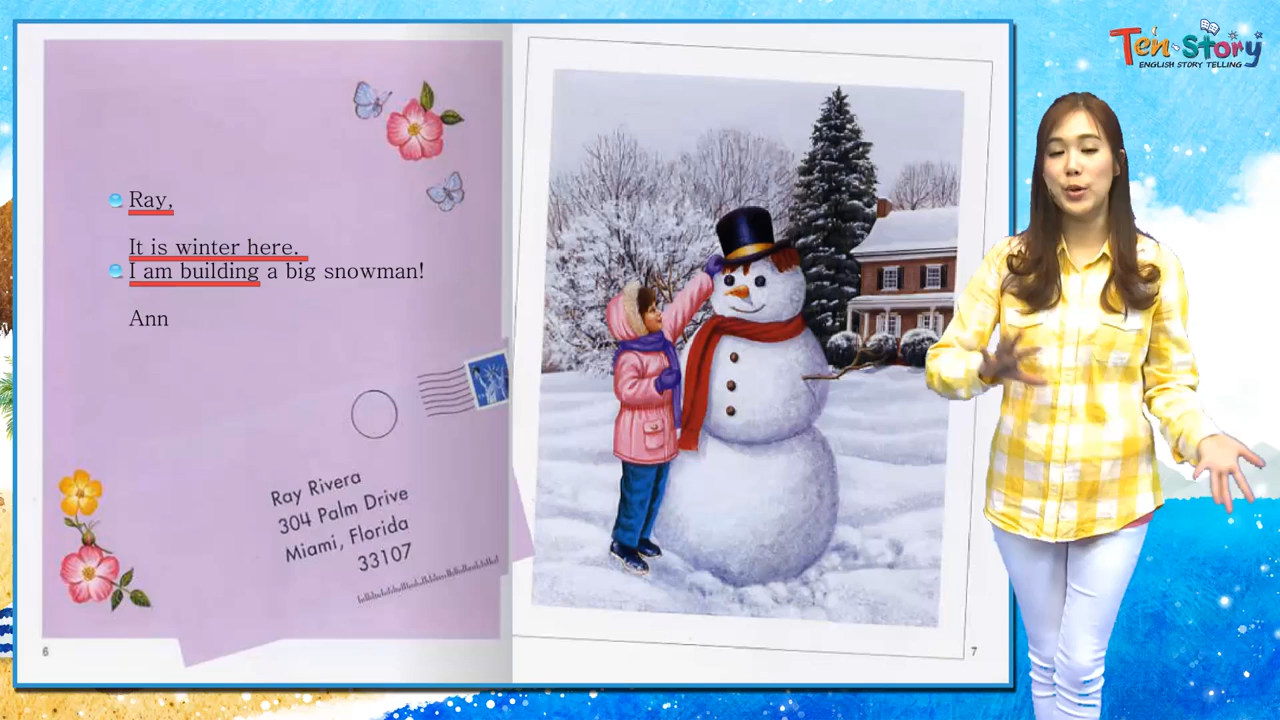 Ten Story
ENGLISH STORY TELLING
Ray,
It is winter here.
I am building a big snowman!
Ann
Ray Rivera
304 Palm Drive
Miami, Florida
33107
6
7